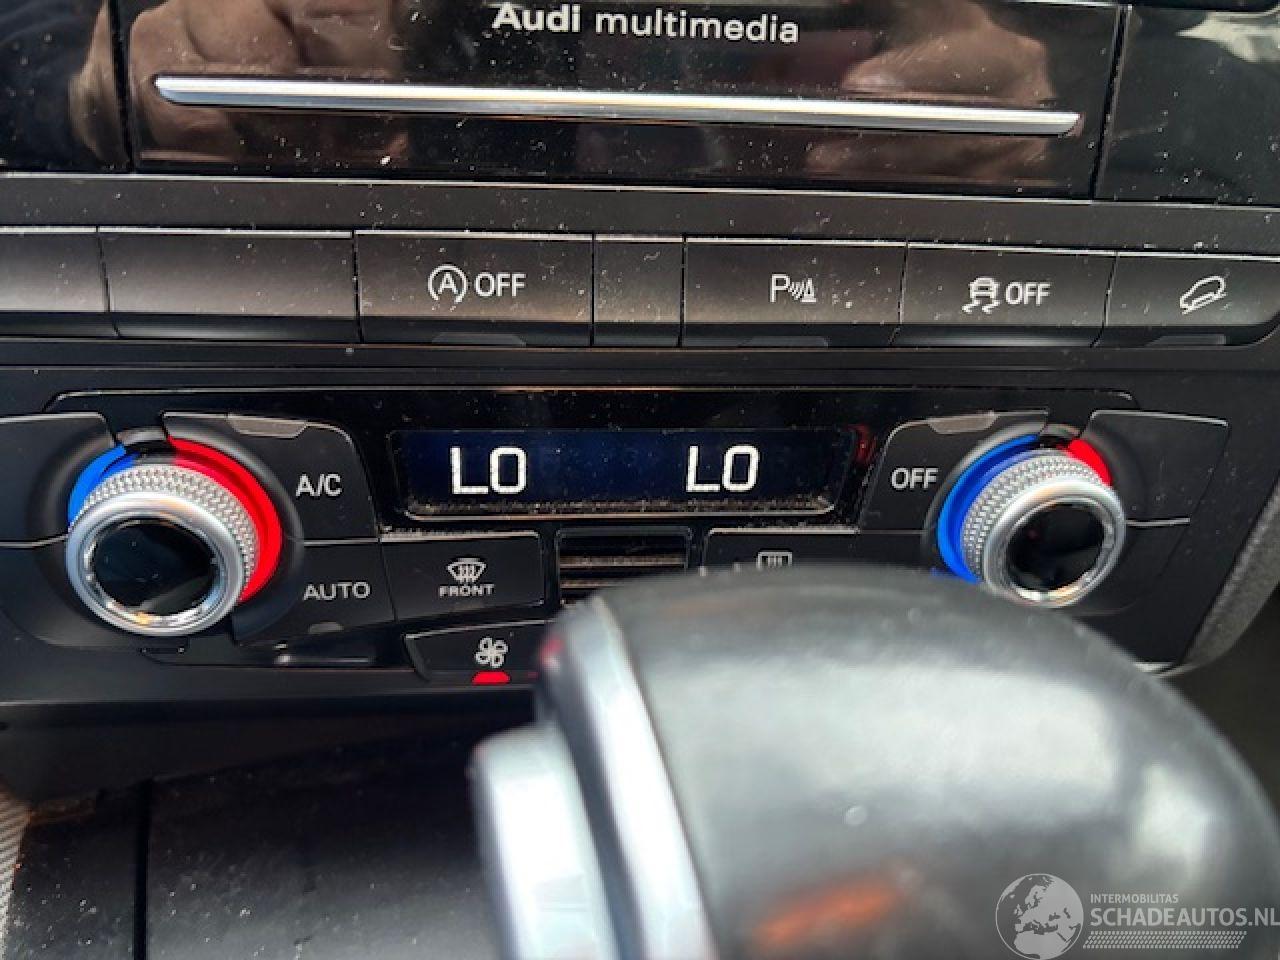 Audi multimedia
A OFF
P
OFF
LO LO
A/C
OFF
AUTO
FRONT
INTERMOBILITAS
SCHADEAUTOS.NL